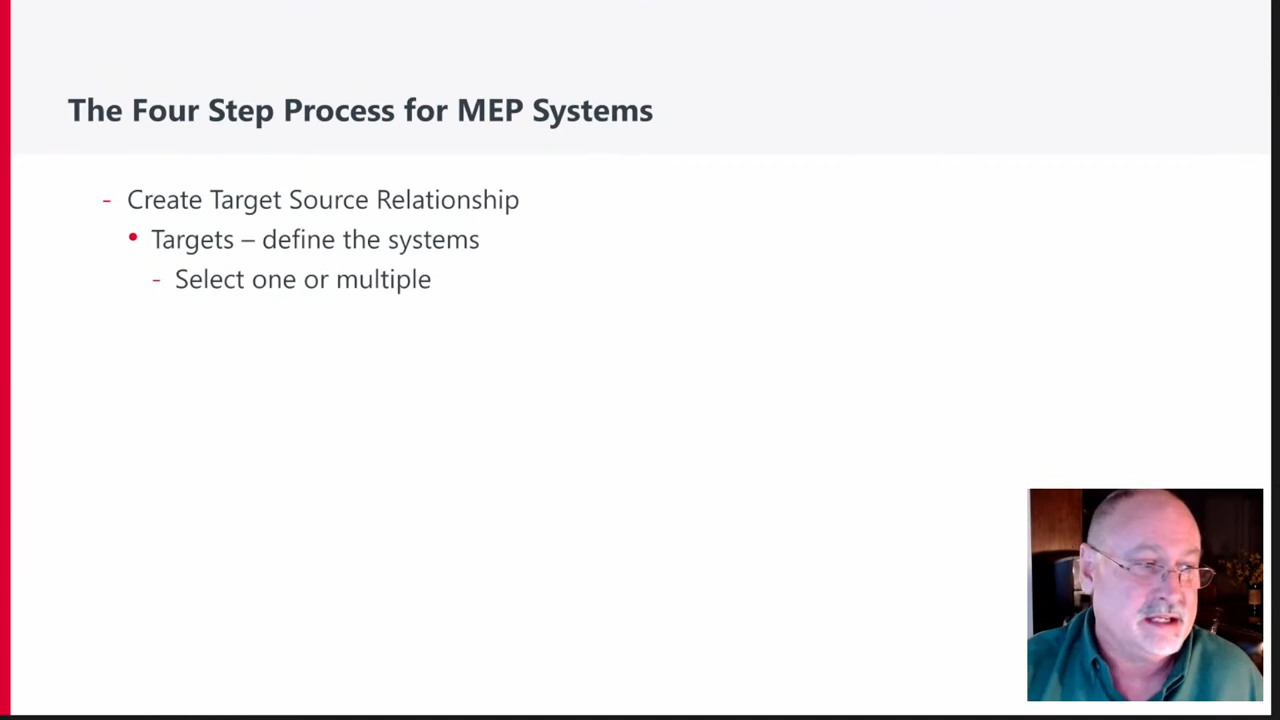 The Four Step Process for MEP Systems
- Create Target Source Relationship
• Targets – define the systems
- Select one or multiple